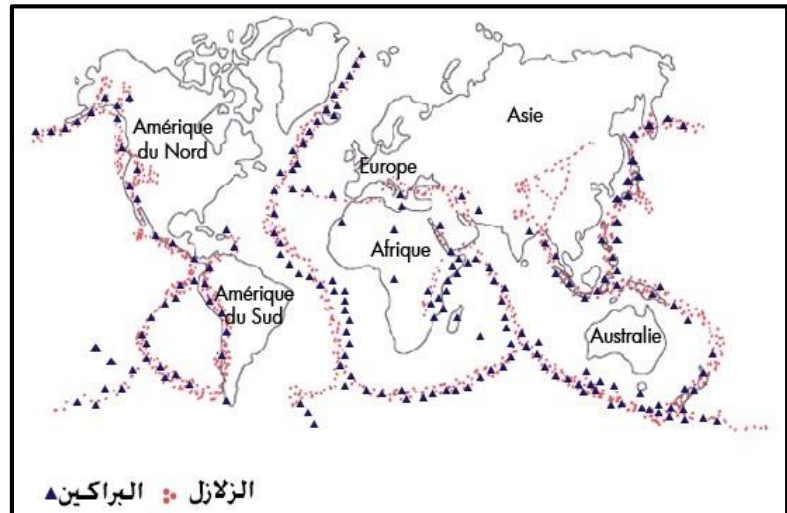 Amérique
du Nord
Europe
Asie
Afrique
Amérique
du Sud
Australie
الزلازل
البراكين